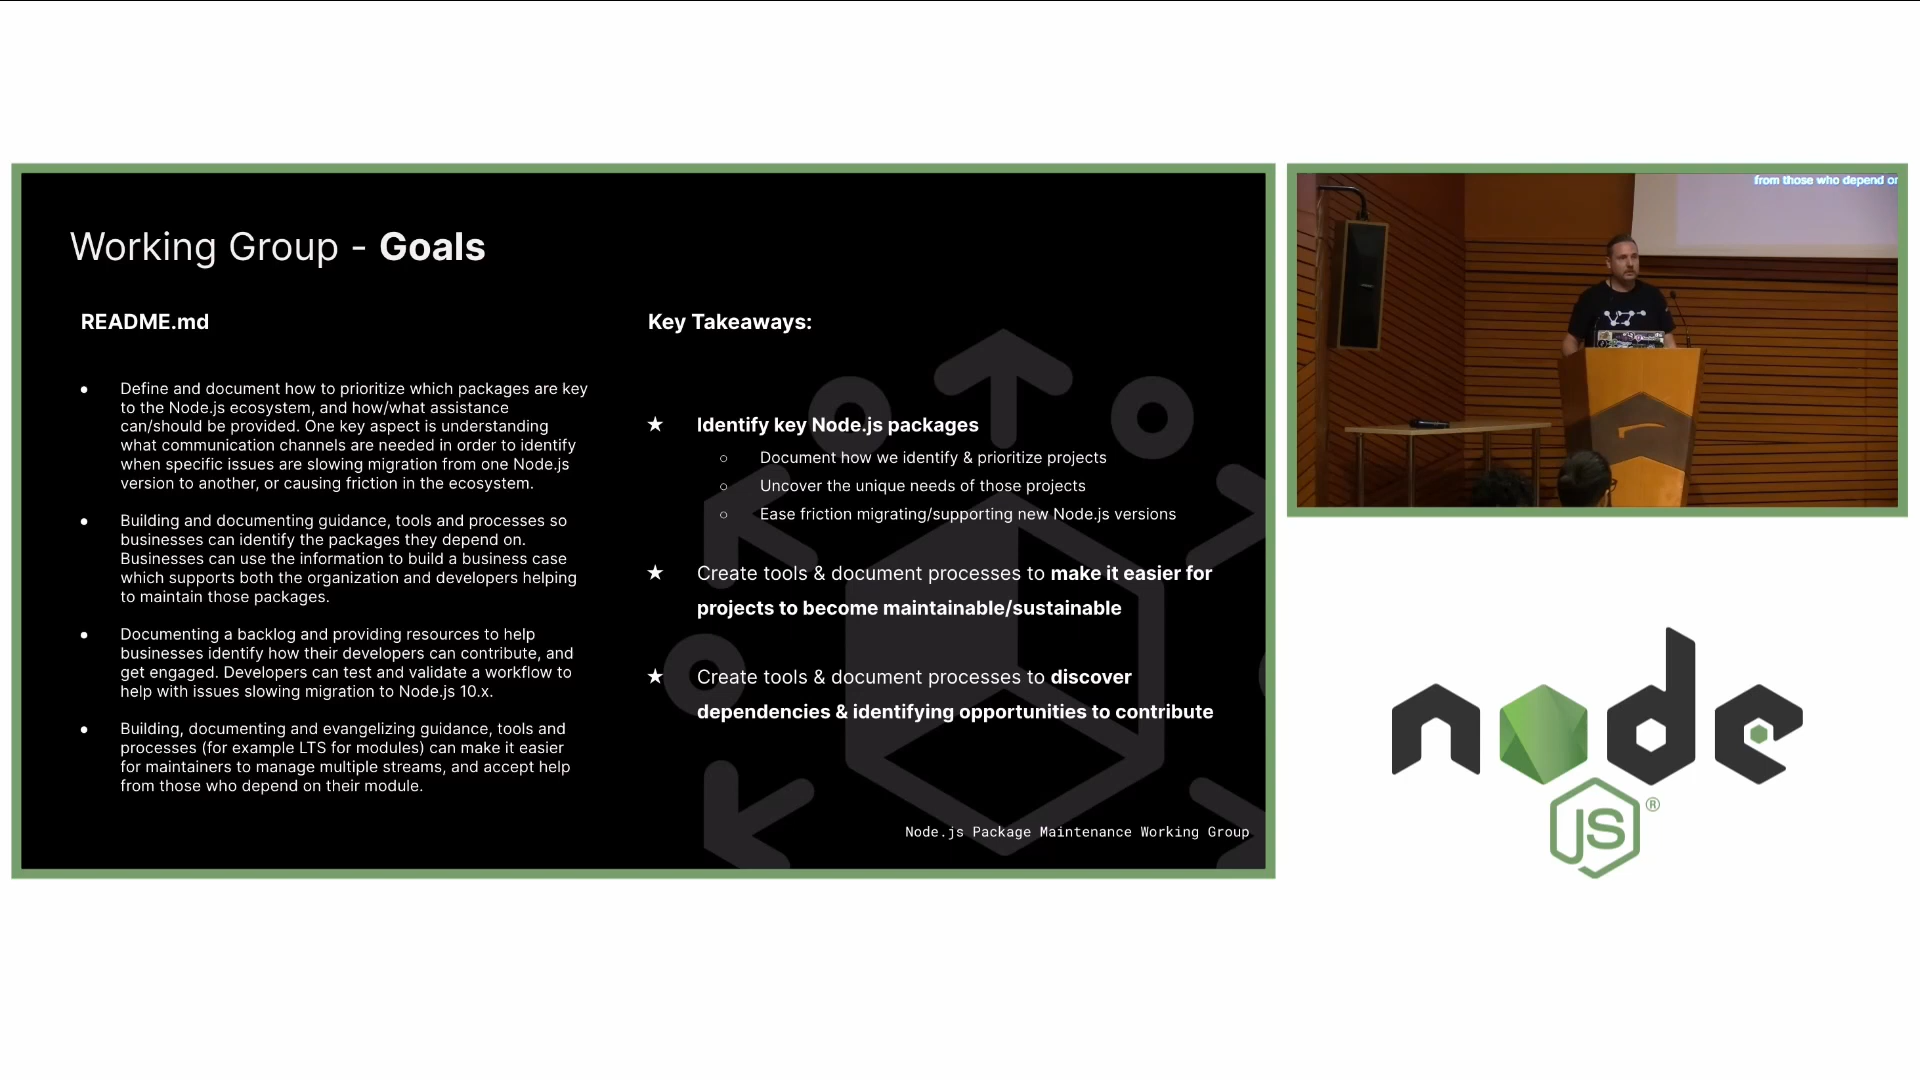 Working Group - Goals
README.md
● Define and document how to prioritize which packages are key
to the Node.js ecosystem, and how/what assistance
can/should be provided. One key aspect is understanding
what communication channels are needed in order to identify
when specific issues are slowing migration from one Node.js
version to another, or causing friction in the ecosystem.
● Building and documenting guidance, tools and processes so
businesses can identify the packages they depend on.
Businesses can use the information to build a business case
which supports both the organization and developers helping
to maintain those packages.
● Documenting a backlog and providing resources to help
businesses identify how their developers can contribute, and
get engaged. Developers can test and validate a workflow to
help with issues slowing migration to Node.js 10.x.
● Building, documenting and evangelizing guidance, tools and
processes (for example LTS for modules) can make it easier
for maintainers to manage multiple streams, and accept help
from those who depend on their module.
Key Takeaways:
★ Identify key Node.js packages
○ Document how we identify & prioritize projects
○ Uncover the unique needs of those projects
○ Ease friction migrating/supporting new Node.js versions
★ Create tools & document processes to make it easier for
projects to become maintainable/sustainable
★ Create tools & document processes to discover
dependencies & identifying opportunities to contribute
Node.js Package Maintenance Working Group
from those who depend on
node
JS®